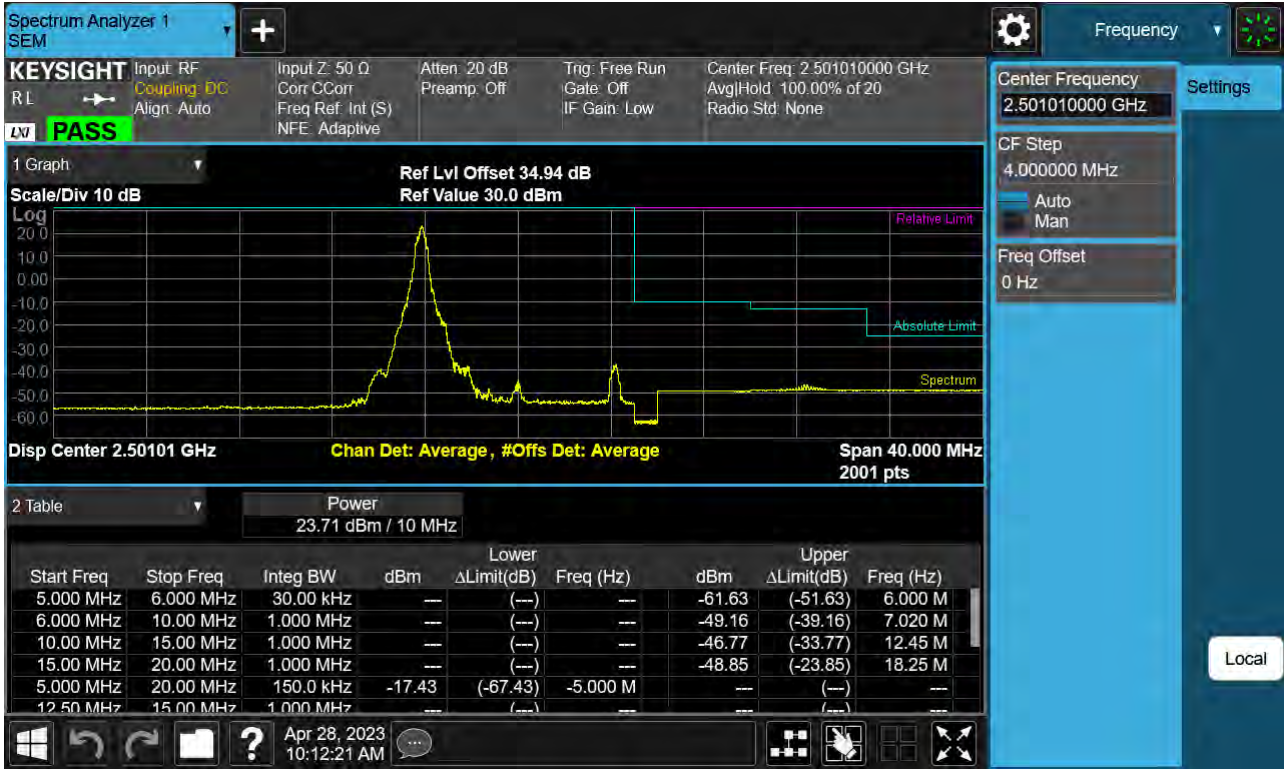 Spectrum Analyzer 1
SEM
Frequency
KEYSIGHT
RL
LXI
PASS
Input: RF
Coupling: DC
Align: Auto
Input Z: 50 Ω
Corr CCorr
Freq Ref: Int (S)
NFE: Adaptive
Atten: 20 dB
Preamp: Off
Trig: Free Run
Gate: Off
IF Gain: Low
Center Freq: 2.501010000 GHz
Avg|Hold: 100.00% of 20
Radio Std: None
Center Frequency
2.501010000 GHz
Settings
CF Step
4.000000 MHz
Auto
Man
Freq Offset
0 Hz
Local
1 Graph
Scale/Div 10 dB
Ref Lvl Offset 34.94 dB
Ref Value 30.0 dBm
Log
20.0
10.0
0.00
-10.0
-20.0
-30.0
-40.0
-50.0
-60.0
Relative Limit
Absolute Limit
Spectrum
Disp Center 2.50101 GHz
Chan Det: Average, #Offs Det: Average
Span 40.000 MHz
2001 pts
2 Table
Power
23.71 dBm / 10 MHz
Lower Upper
Start Freq Stop Freq Integ BW dBm ΔLimit(dB) Freq (Hz) dBm ΔLimit(dB) Freq (Hz)
5.000 MHz 6.000 MHz 30.00 kHz --- (---) --- -61.63 (-51.63) 6.000 M
6.000 MHz 10.00 MHz 1.000 MHz --- (---) --- -49.16 (-39.16) 7.020 M
10.00 MHz 15.00 MHz 1.000 MHz --- (---) --- -46.77 (-33.77) 12.45 M
15.00 MHz 20.00 MHz 1.000 MHz --- (---) --- -48.85 (-23.85) 18.25 M
5.000 MHz 20.00 MHz 150.0 kHz -17.43 (-67.43) -5.000 M --- (---) ---
12.50 MHz 15.00 MHz 1.000 MHz --- (---) --- --- (---) ---
?
Apr 28, 2023
10:12:21 AM